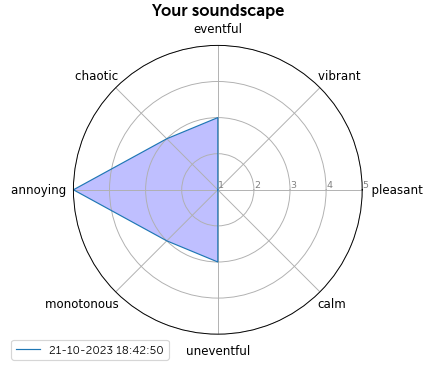 Your soundscape
eventful
chaotic
vibrant
annoying
1
2
3
4
5
pleasant
monotonous
calm
uneventful
21-10-2023 18:42:50